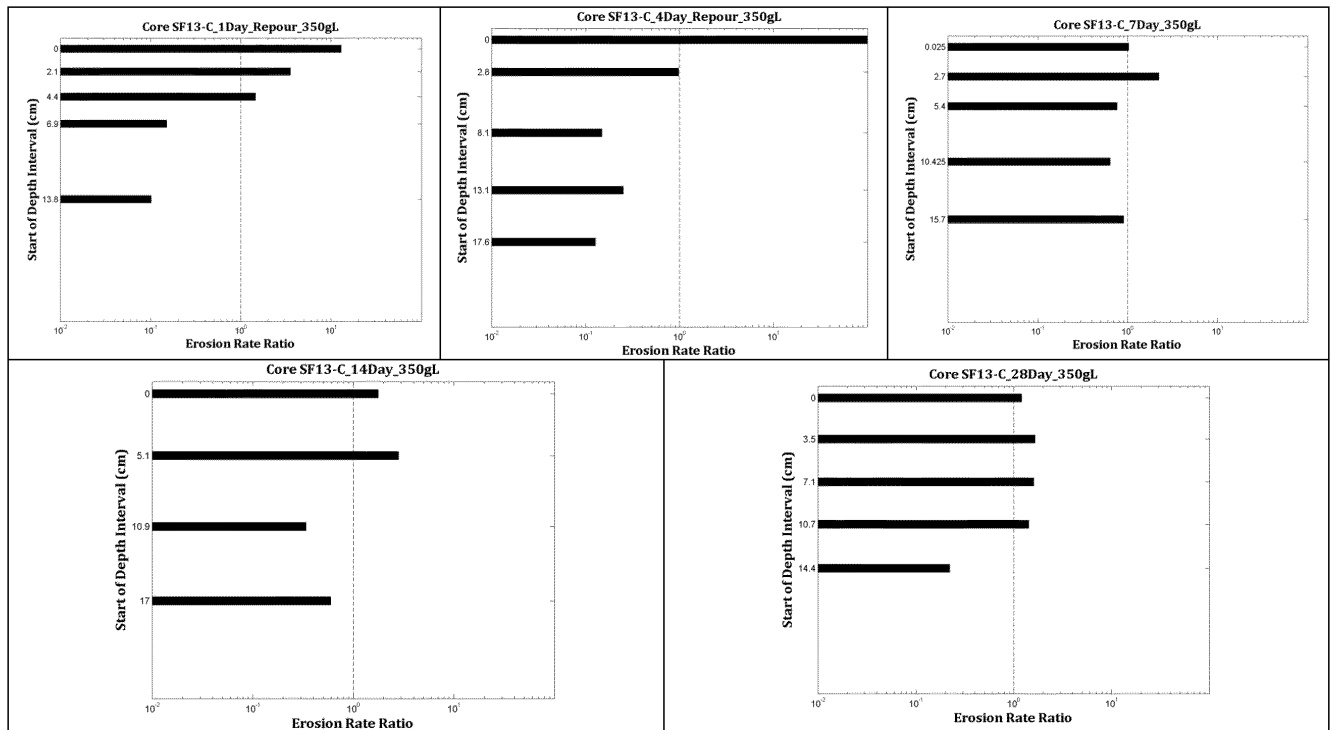 Core SF13-C_1Day_Repour_350gL
Start of Depth Interval (cm)
0
2.1
4.4
6.9
13.8
10⁻²
10⁻¹
10⁰
10¹
Erosion Rate Ratio
Core SF13-C_4Day_Repour_350gL
Start of Depth Interval (cm)
0
2.8
8.1
13.1
17.6
10⁻²
10⁻¹
10⁰
10¹
Erosion Rate Ratio
Core SF13-C_7Day_350gL
Start of Depth Interval (cm)
0.025
2.7
5.4
10.425
15.7
10⁻²
10⁻¹
10⁰
10¹
Erosion Rate Ratio
Core SF13-C_14Day_350gL
Start of Depth Interval (cm)
0
5.1
10.9
17
10⁻²
10⁻¹
10⁰
10¹
Erosion Rate Ratio
Core SF13-C_28Day_350gL
Start of Depth Interval (cm)
0
3.5
7.1
10.7
14.4
10⁻²
10⁻¹
10⁰
10¹
Erosion Rate Ratio